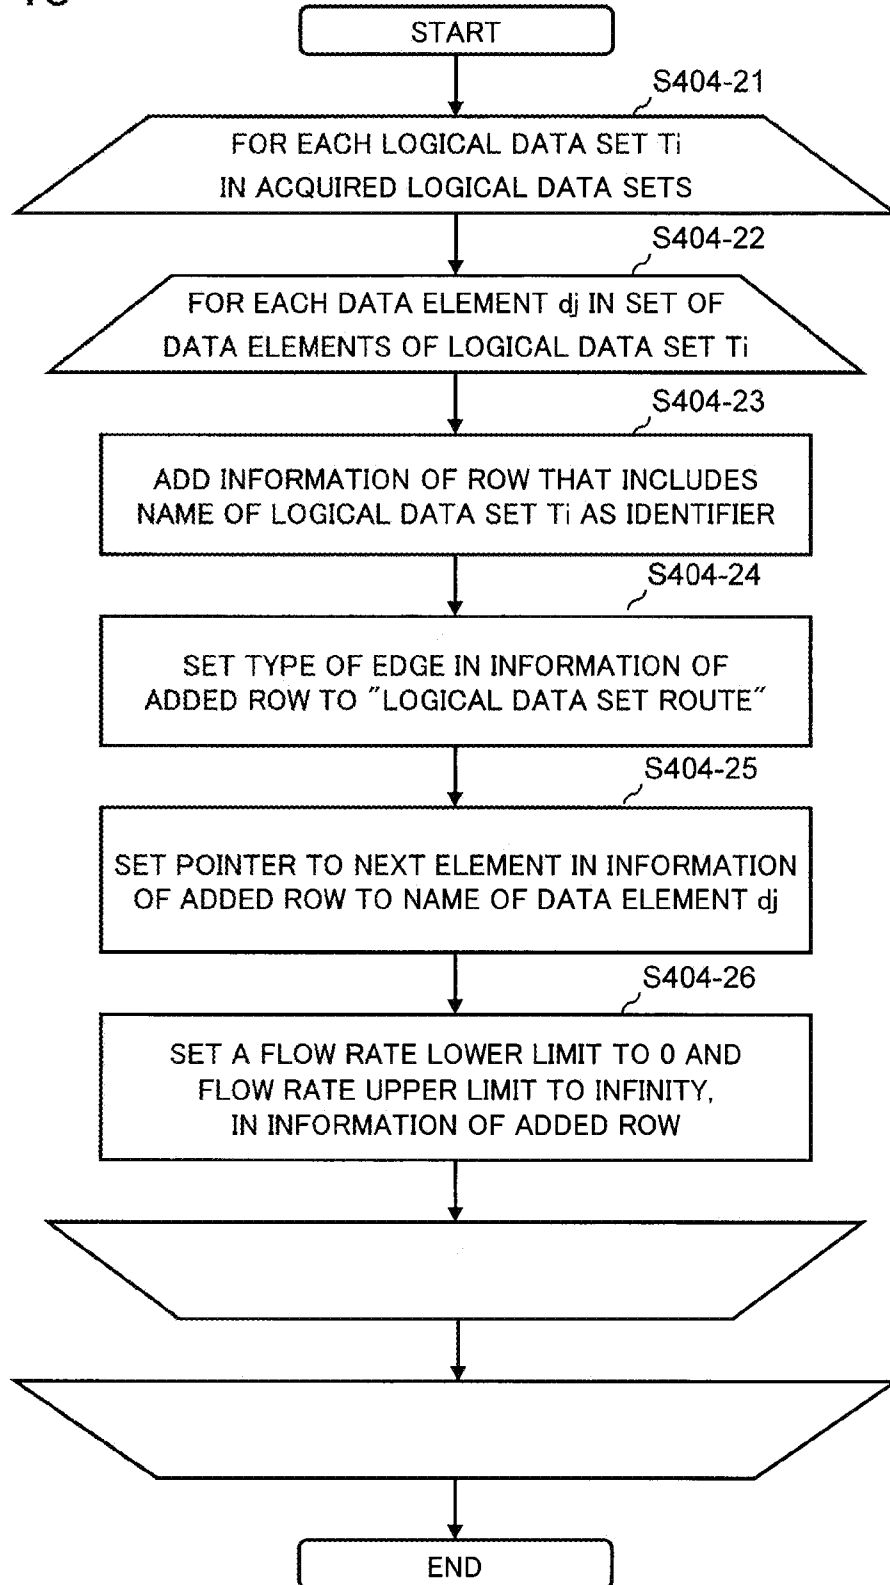 START
S404-21
FOR EACH LOGICAL DATA SET Ti
IN ACQUIRED LOGICAL DATA SETS
S404-22
FOR EACH DATA ELEMENT dj IN SET OF
DATA ELEMENTS OF LOGICAL DATA SET Ti
S404-23
ADD INFORMATION OF ROW THAT INCLUDES
NAME OF LOGICAL DATA SET Ti AS IDENTIFIER
S404-24
SET TYPE OF EDGE IN INFORMATION OF
ADDED ROW TO "LOGICAL DATA SET ROUTE"
S404-25
SET POINTER TO NEXT ELEMENT IN INFORMATION
OF ADDED ROW TO NAME OF DATA ELEMENT dj
S404-26
SET A FLOW RATE LOWER LIMIT TO 0 AND
FLOW RATE UPPER LIMIT TO INFINITY,
IN INFORMATION OF ADDED ROW
END